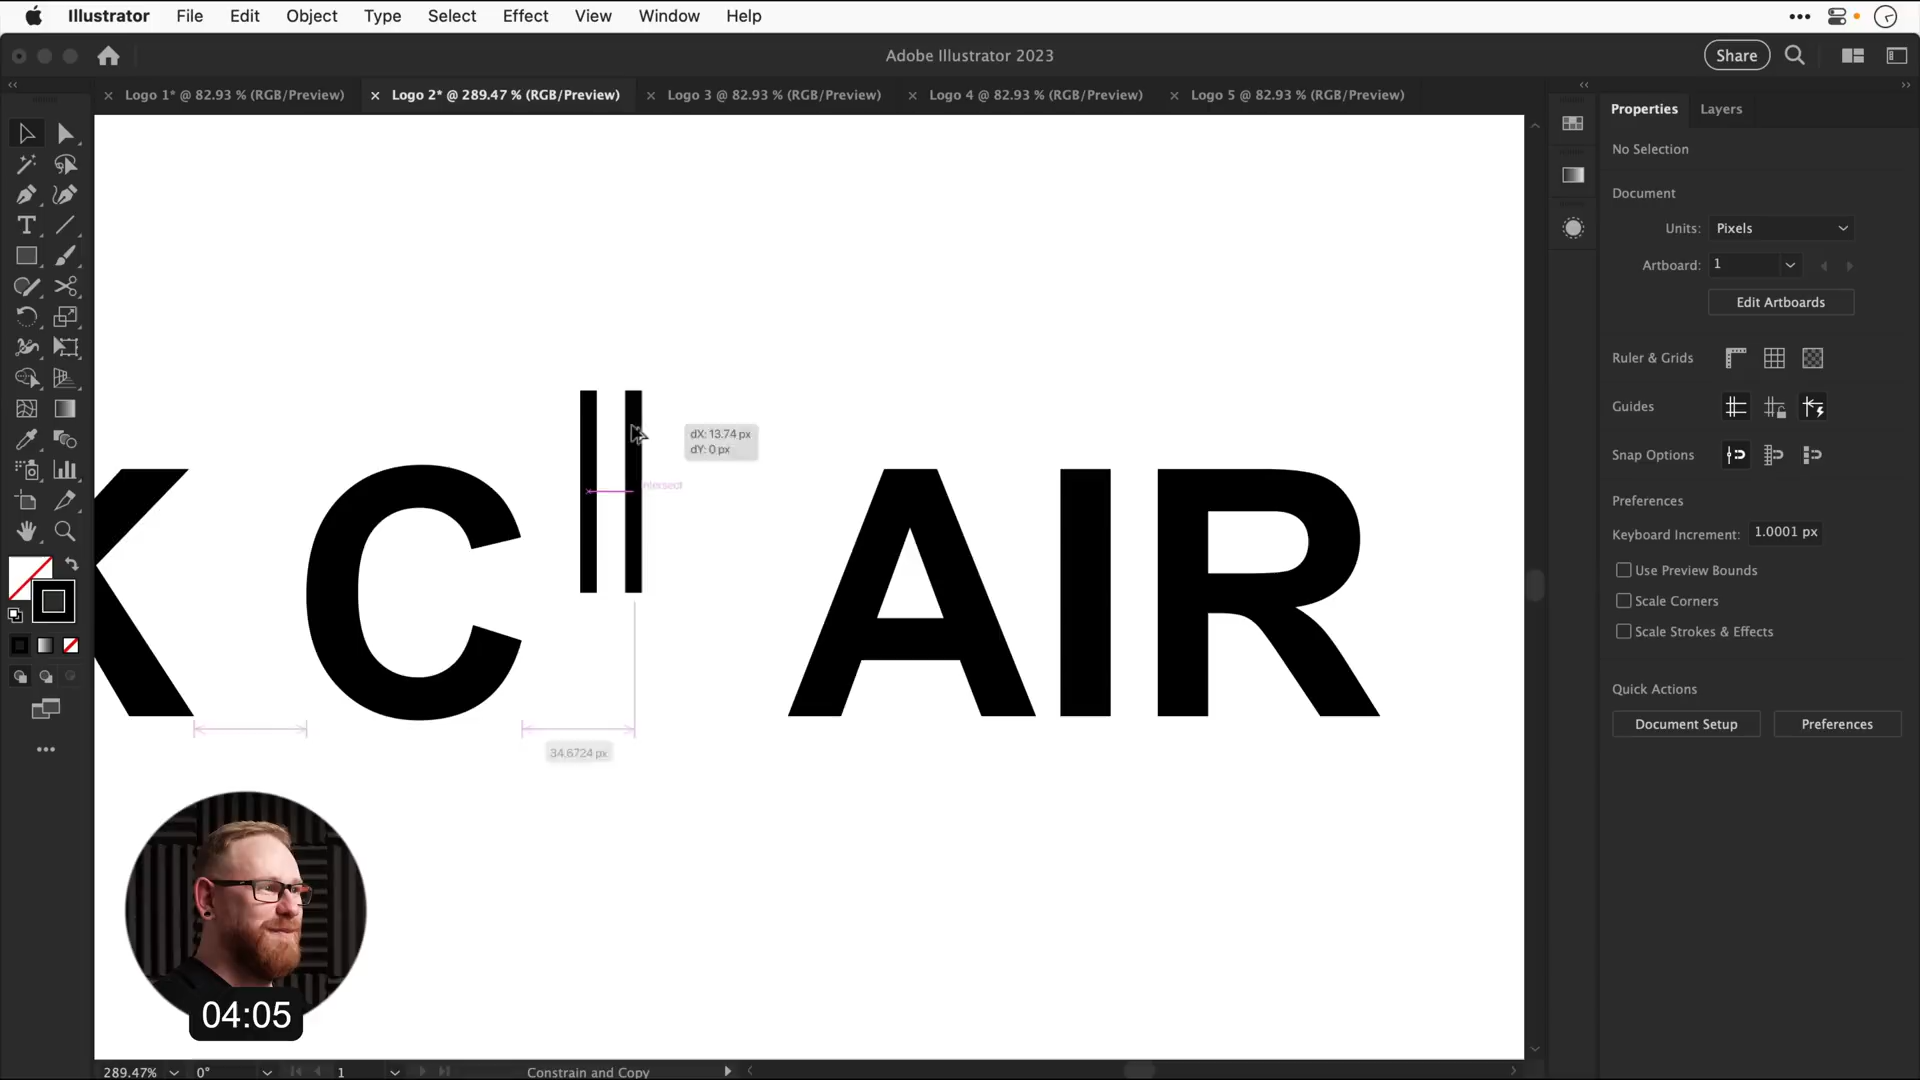 Illustrator File Edit Object Type Select Effect View Window Help
Adobe Illustrator 2023
Share
Logo 1* @ 82.93 % (RGB/Preview)
Logo 2* @ 289.47 % (RGB/Preview)
Logo 3 @ 82.93 % (RGB/Preview)
Logo 4 @ 82.93 % (RGB/Preview)
Logo 5 @ 82.93 % (RGB/Preview)
Properties Layers
No Selection
Document
Units: Pixels
Artboard: 1
Edit Artboards
Ruler & Grids
Guides
Snap Options
Preferences
Keyboard Increment: 1.0001 px
Use Preview Bounds
Scale Corners
Scale Strokes & Effects
Quick Actions
Document Setup Preferences
dX: 13.74 px
dY: 0 px
ntersect
K C AIR
34.6724 px
04:05
289.47% 0° 1 Constrain and Copy